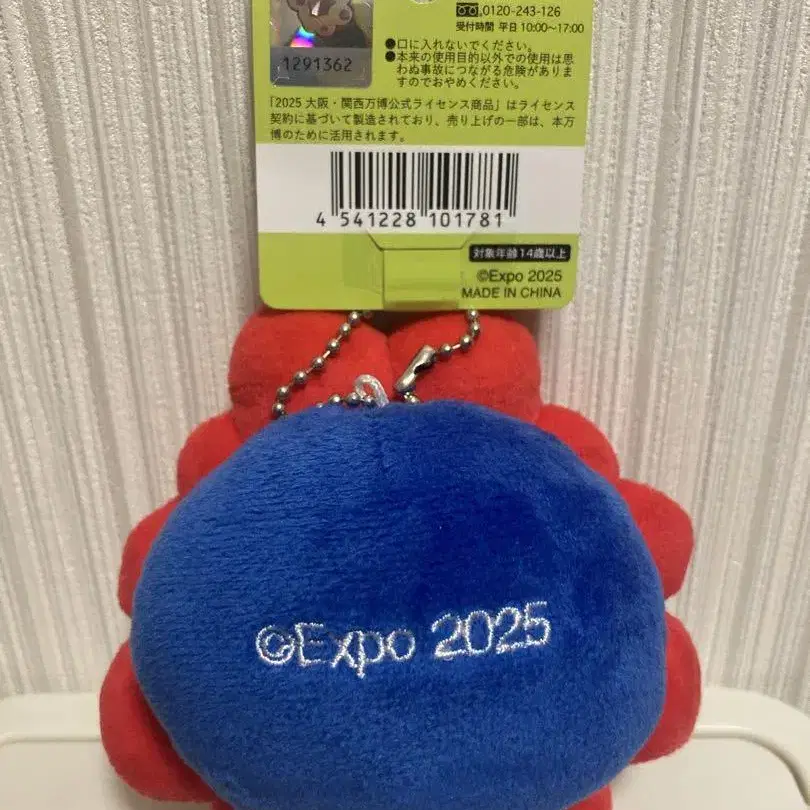 0120-243-126
受付時間 平日 10:00〜17:00
●口に入れないでください。
●本来の使用目的以外での使用は思
わぬ事故につながる危険がありま
すのでおやめください。
1291362
「2025 大阪・関西万博公式ライセンス商品」はライセンス
契約に基づいて製造されており、売り上げの一部は、本万
博のために活用されます。
4 541228 101781
対象年齢14歳以上
©Expo 2025
MADE IN CHINA
©Expo 2025